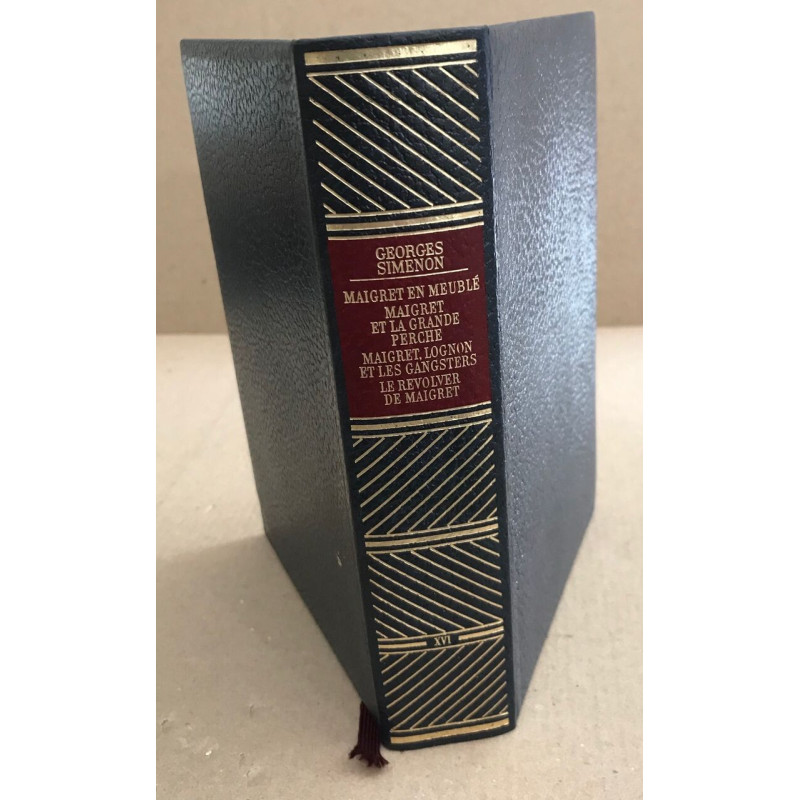 GEORGES
SIMENON
MAIGRET EN MEUBLÉ
MAIGRET
ET LA GRANDE
PERCHE
MAIGRET, LOGNON
ET LES GANGSTERS
LE REVOLVER
DE MAIGRET
XVI